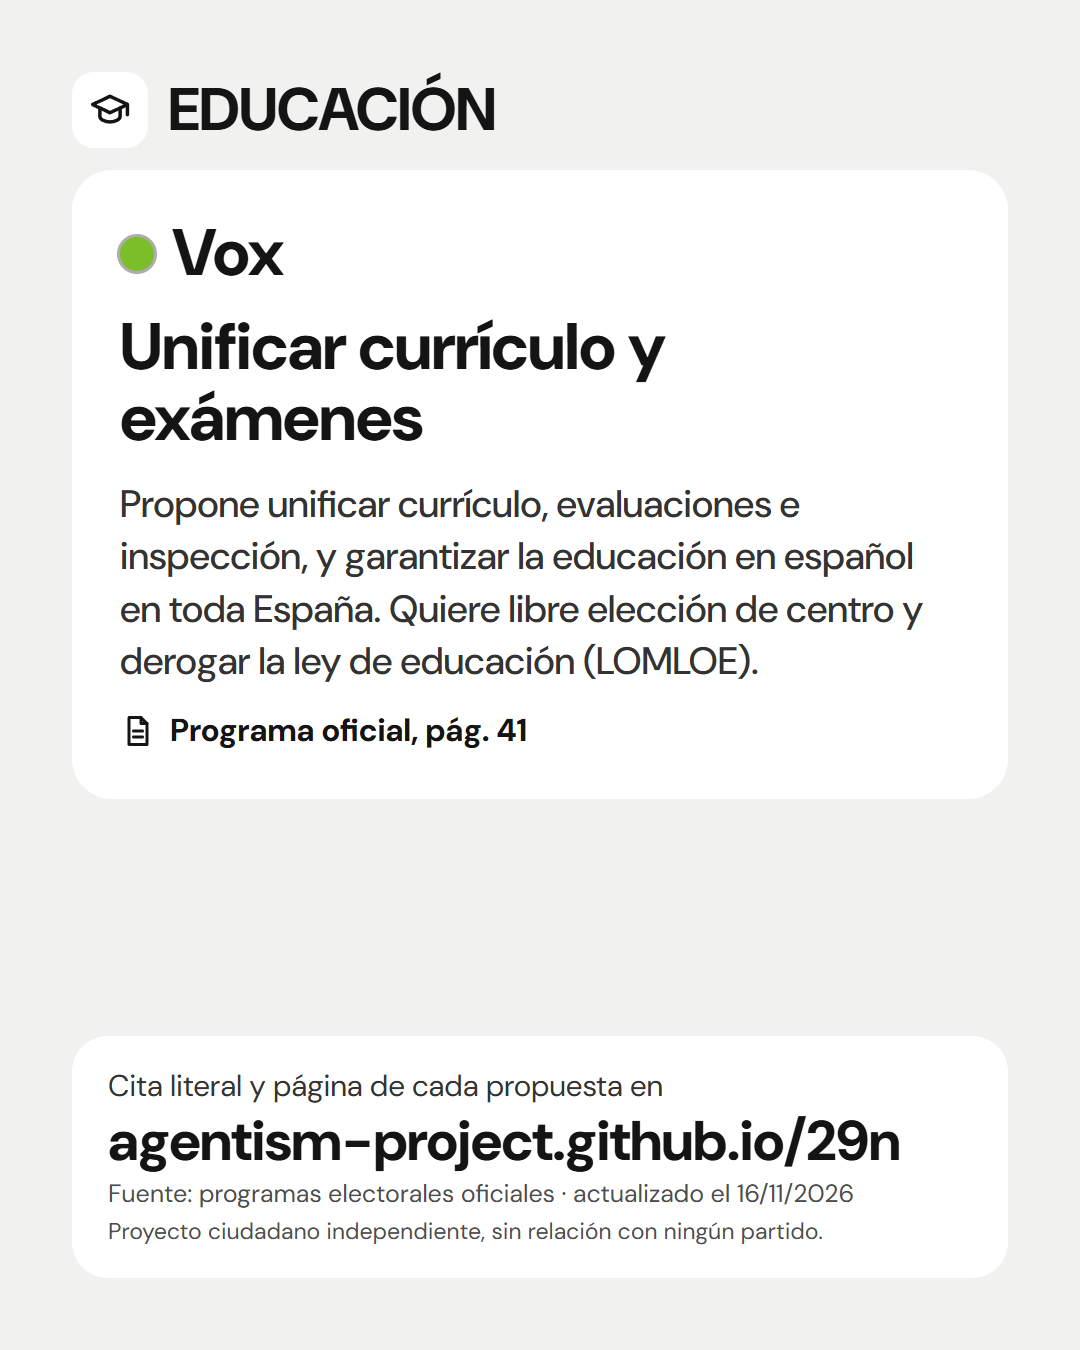 EDUCACIÓN
Vox
Unificar currículo y
exámenes
Propone unificar currículo, evaluaciones e
inspección, y garantizar la educación en español
en toda España. Quiere libre elección de centro y
derogar la ley de educación (LOMLOE).
Programa oficial, pág. 41
Cita literal y página de cada propuesta en
agentism-project.github.io/29n
Fuente: programas electorales oficiales · actualizado el 16/11/2026
Proyecto ciudadano independiente, sin relación con ningún partido.